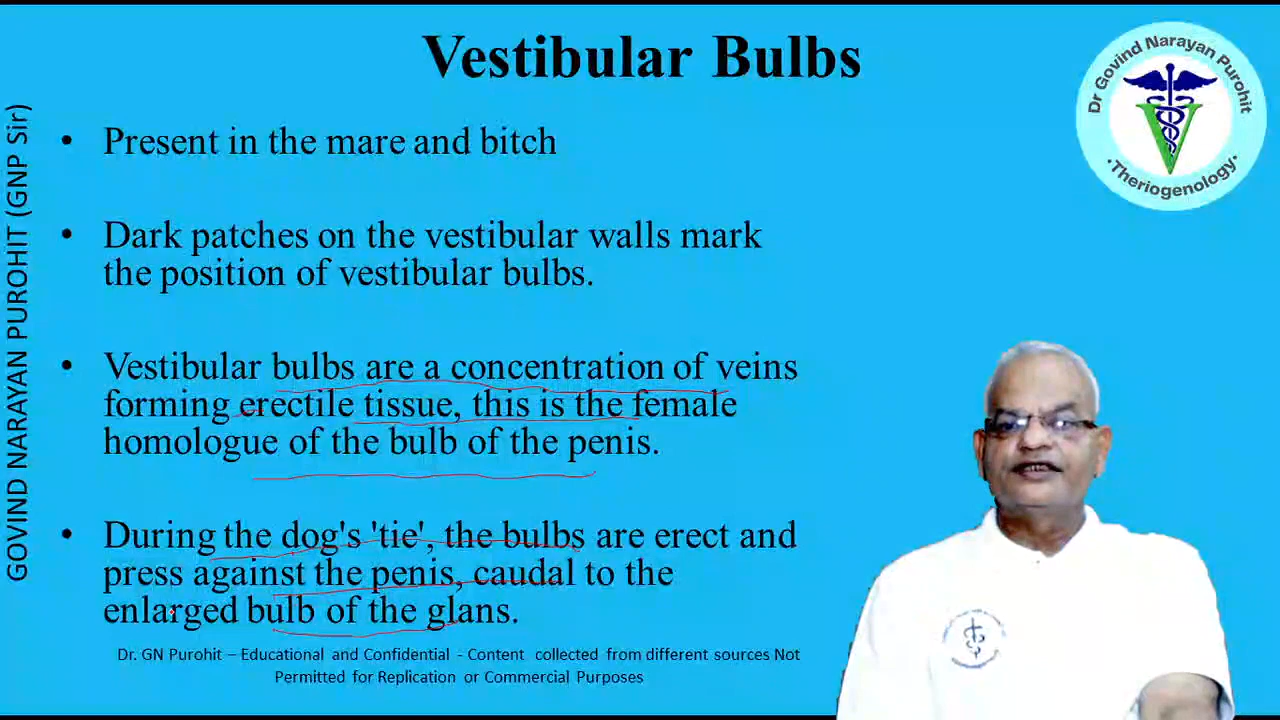 Vestibular Bulbs
Dr Govind Narayan Purohit
·Theriogenology·
GOVIND NARAYAN PUROHIT (GNP Sir)
• Present in the mare and bitch
• Dark patches on the vestibular walls mark
the position of vestibular bulbs.
• Vestibular bulbs are a concentration of veins
forming erectile tissue, this is the female
homologue of the bulb of the penis.
• During the dog's 'tie', the bulbs are erect and
press against the penis, caudal to the
enlarged bulb of the glans.
Dr. GN Purohit – Educational and Confidential - Content collected from different sources Not
Permitted for Replication or Commercial Purposes